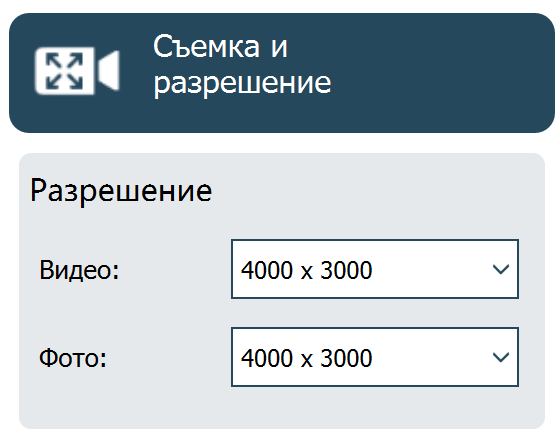 Съемка и
разрешение
Разрешение
Видео: 4000 x 3000
Фото: 4000 x 3000